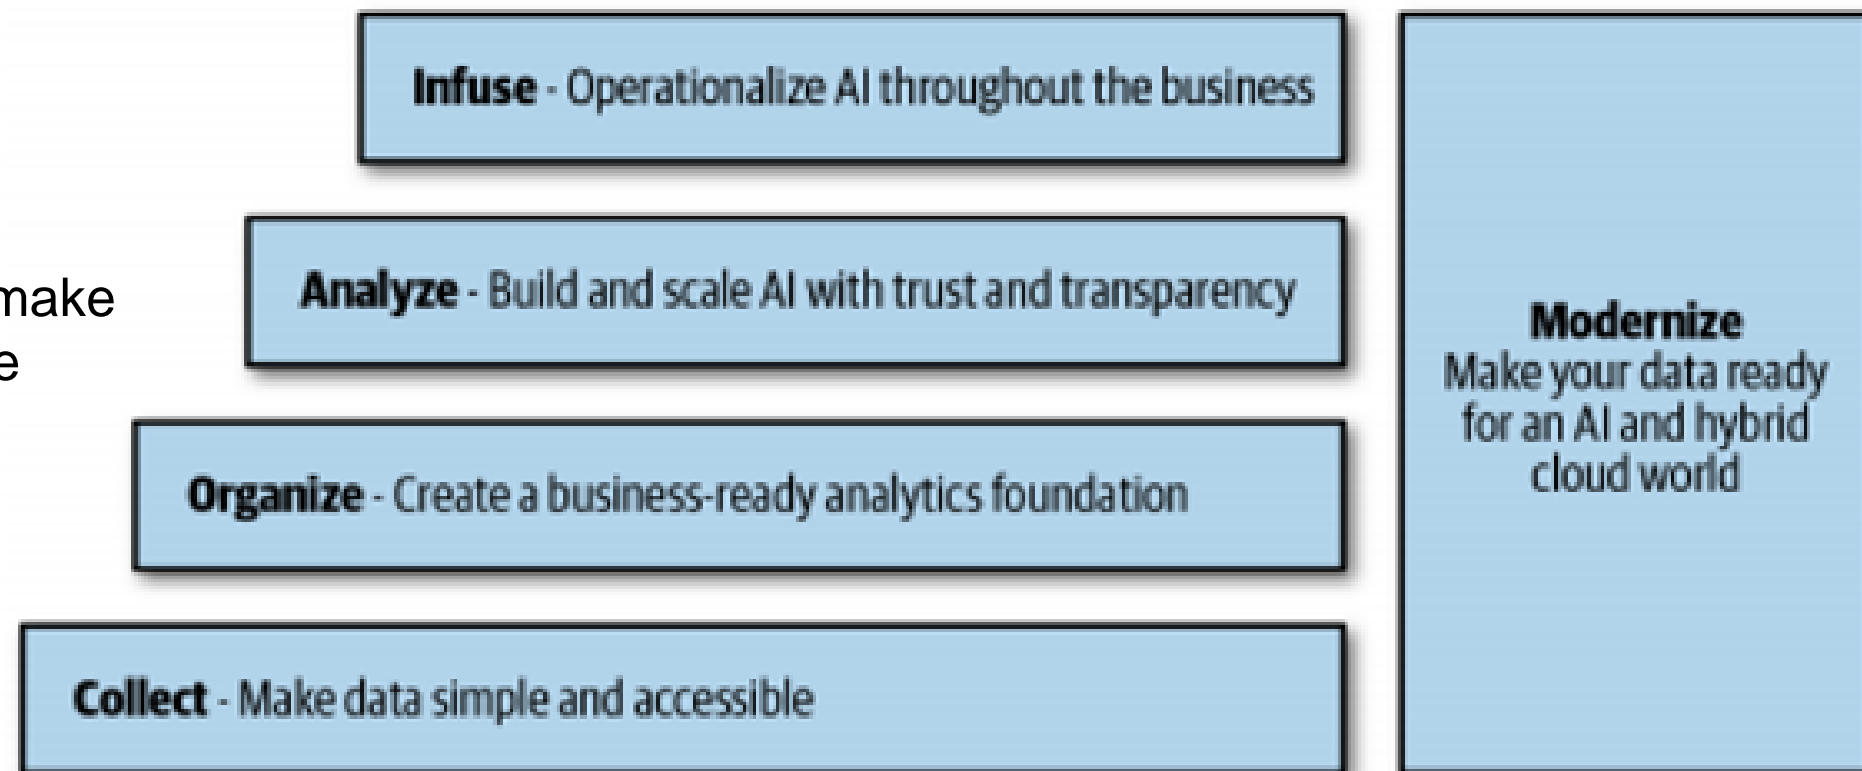 Infuse - Operationalize AI throughout the business
make
e
Analyze - Build and scale AI with trust and transparency
Organize - Create a business-ready analytics foundation
Collect - Make data simple and accessible
Modernize
Make your data ready
for an AI and hybrid
cloud world